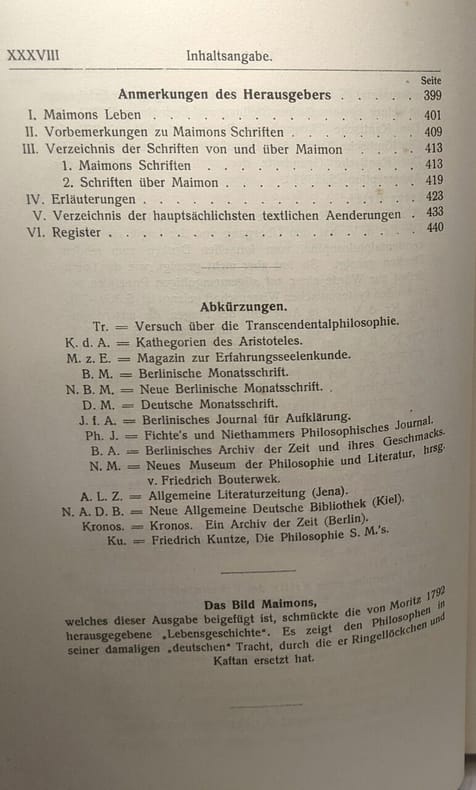 XXXVIII Inhaltsangabe.
Seite
Anmerkungen des Herausgebers . . . . . 399
I. Maimons Leben . . . . . . . . . . . . . . 401
II. Vorbemerkungen zu Maimons Schriften . . . . . . 409
III. Verzeichnis der Schriften von und über Maimon . . . . 413
1. Maimons Schriften . . . . . . . . . . . 413
2. Schriften über Maimon . . . . . . . . . . 419
IV. Erläuterungen . . . . . . . . . . . . . . . 423
V. Verzeichnis der hauptsächlichsten textlichen Aenderungen . 433
VI. Register . . . . . . . . . . . . . . . . . 440
Abkürzungen.
Tr. = Versuch über die Transcendentalphilosophie.
K. d. A. = Kathegorien des Aristoteles.
M. z. E. = Magazin zur Erfahrungsseelenkunde.
B. M. = Berlinische Monatsschrift.
N. B. M. = Neue Berlinische Monatsschrift.
D. M. = Deutsche Monatsschrift.
J. f. A. = Berlinisches Journal für Aufklärung.
Ph. J. = Fichte's und Niethammers Philosophisches Journal.
B. A. = Berlinisches Archiv der Zeit und ihres Geschmacks.
N. M. = Neues Museum der Philosophie und Literatur, hrsg.
v. Friedrich Bouterwek.
A. L. Z. = Allgemeine Literaturzeitung (Jena).
N. A. D. B. = Neue Allgemeine Deutsche Bibliothek (Kiel).
Kronos. = Kronos. Ein Archiv der Zeit (Berlin).
Ku. = Friedrich Kuntze, Die Philosophie S. M.'s.
Das Bild Maimons,
welches dieser Ausgabe beigefügt ist, schmückte die von Moritz 1792
herausgegebene „Lebensgeschichte“. Es zeigt den Philosophen in
seiner damaligen „deutschen“ Tracht, durch die er Ringellöckchen und
Kaftan ersetzt hat.